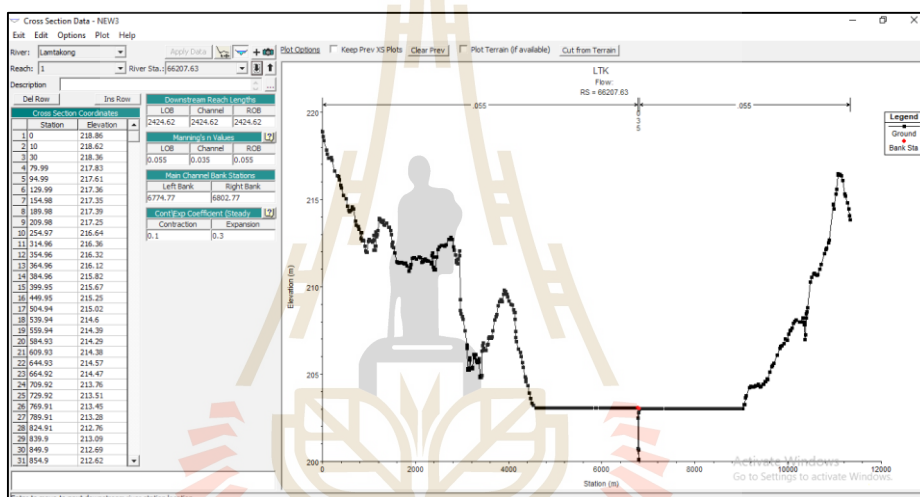 Cross Section Data - NEW3
Exit Edit Options Plot Help
River: Lamtakong Apply Data
Reach: 1 River Sta.: 66207.63
Description
Del Row Ins Row
Cross Section Coordinates
Station Elevation
1 0 218.86
2 10 218.62
3 30 218.36
4 79.99 217.83
5 94.99 217.61
6 129.99 217.36
7 154.98 217.35
8 189.98 217.39
9 209.98 217.25
10 254.97 216.64
11 314.96 216.36
12 354.96 216.32
13 364.96 216.12
14 384.96 215.82
15 399.95 215.67
16 449.95 215.25
17 504.94 215.02
18 539.94 214.6
19 559.94 214.39
20 584.93 214.29
21 609.93 214.38
22 644.93 214.57
23 664.92 214.47
24 709.92 213.76
25 729.92 213.51
26 769.91 213.45
27 789.91 213.28
28 824.91 212.76
29 839.9 213.09
30 849.9 212.69
31 854.9 212.62
Downstream Reach Lengths
LOB Channel ROB
2424.62 2424.62 2424.62
Manning's n Values
LOB Channel ROB
0.055 0.035 0.055
Main Channel Bank Stations
Left Bank Right Bank
6774.77 6802.77
Cont\Exp Coefficient (Steady
Contraction Expansion
0.1 0.3
Plot Options Keep Prev XS Plots Clear Prev Plot Terrain (if available) Cut from Terrain
LTK
Flow:
RS = 66207.63
.055 .035 .055
Legend
Ground
Bank Sta
Elevation (m)
220
215
210
205
200
0 2000 4000 6000 8000 10000 12000
Station (m)
Activate Windows
Go to Settings to activate Windows.